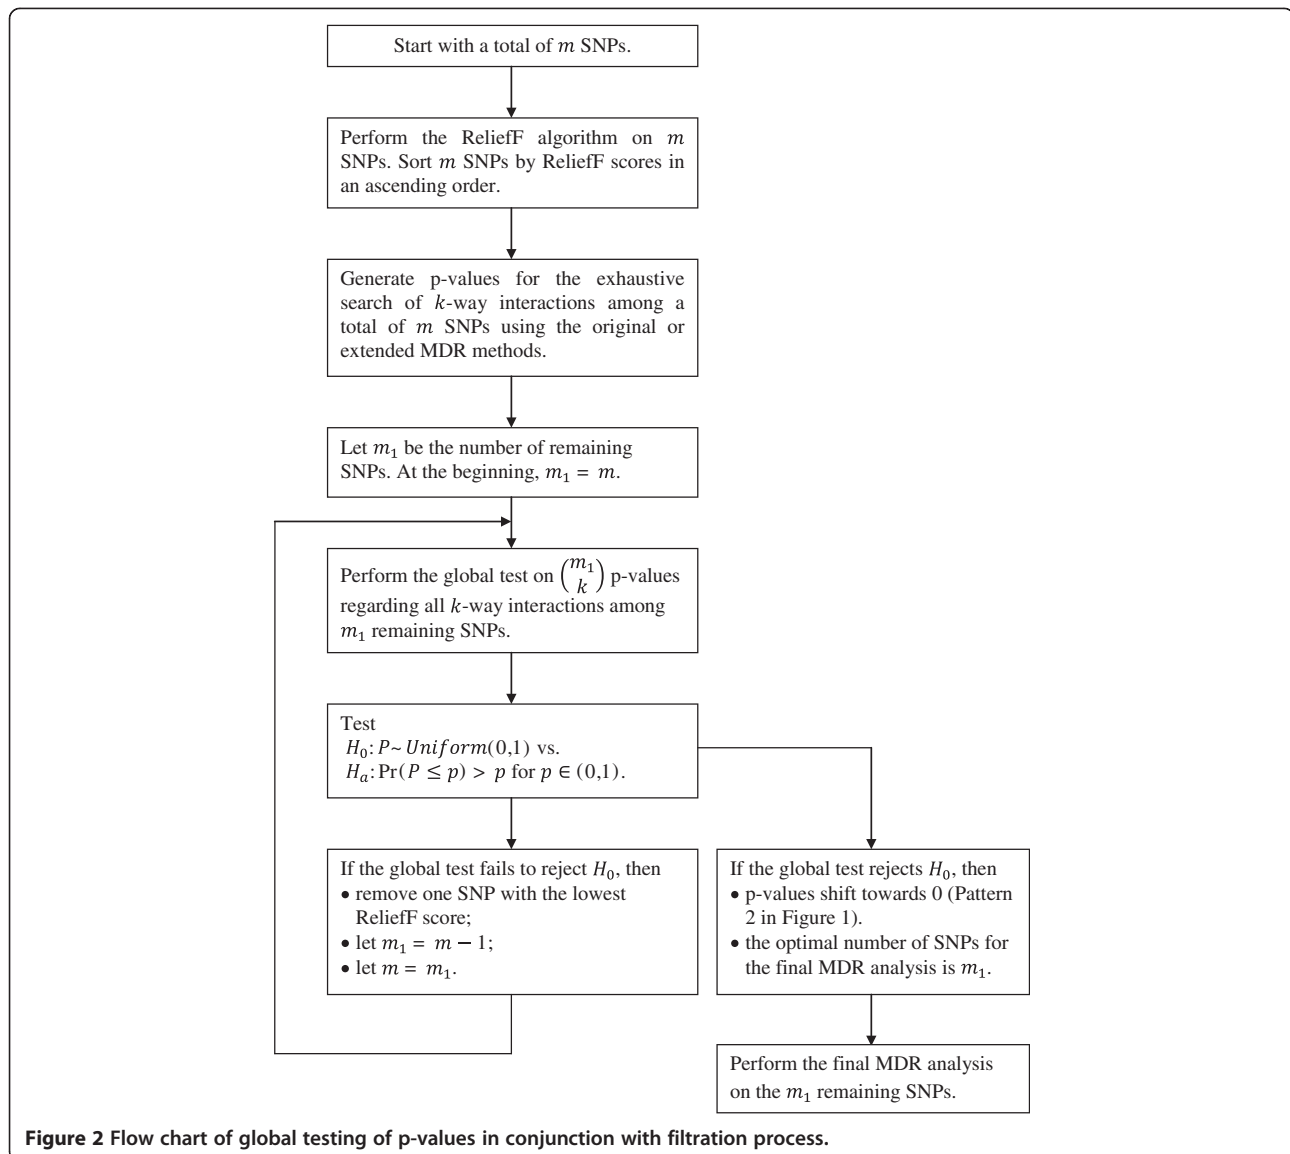 Start with a total of m SNPs.
Perform the ReliefF algorithm on m
SNPs. Sort m SNPs by ReliefF scores in
an ascending order.
Generate p-values for the exhaustive
search of k-way interactions among a
total of m SNPs using the original or
extended MDR methods.
Let m₁ be the number of remaining
SNPs. At the beginning, m₁ = m.
Perform the global test on (m₁ k) p-values
regarding all k-way interactions among
m₁ remaining SNPs.
Test
H₀: P~ Uniform(0,1) vs.
Hₐ: Pr(P ≤ p) > p for p ∈ (0,1).
If the global test fails to reject H₀, then
• remove one SNP with the lowest
ReliefF score;
• let m₁ = m − 1;
• let m = m₁.
If the global test rejects H₀, then
• p-values shift towards 0 (Pattern
2 in Figure 1).
• the optimal number of SNPs for
the final MDR analysis is m₁.
Perform the final MDR analysis
on the m₁ remaining SNPs.
Figure 2 Flow chart of global testing of p-values in conjunction with filtration process.